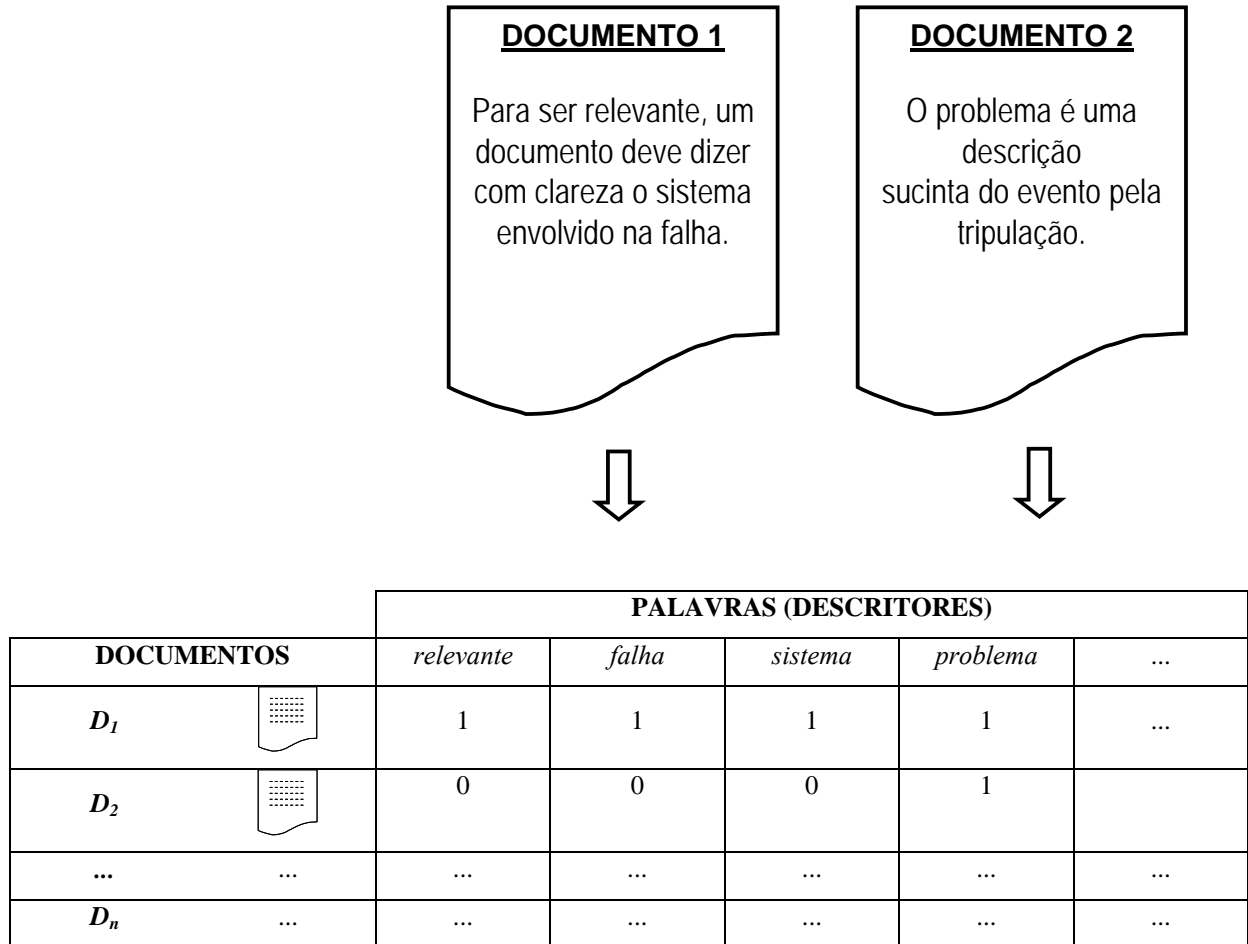 DOCUMENTO 1
Para ser relevante, um
documento deve dizer
com clareza o sistema
envolvido na falha.
DOCUMENTO 2
O problema é uma
descrição
sucinta do evento pela
tripulação.
PALAVRAS (DESCRITORES)
DOCUMENTOS relevante falha sistema problema ...
D1 1 1 1 1 ...
D2 0 0 0 1
... ... ... ... ... ... ...
Dn ... ... ... ... ... ...